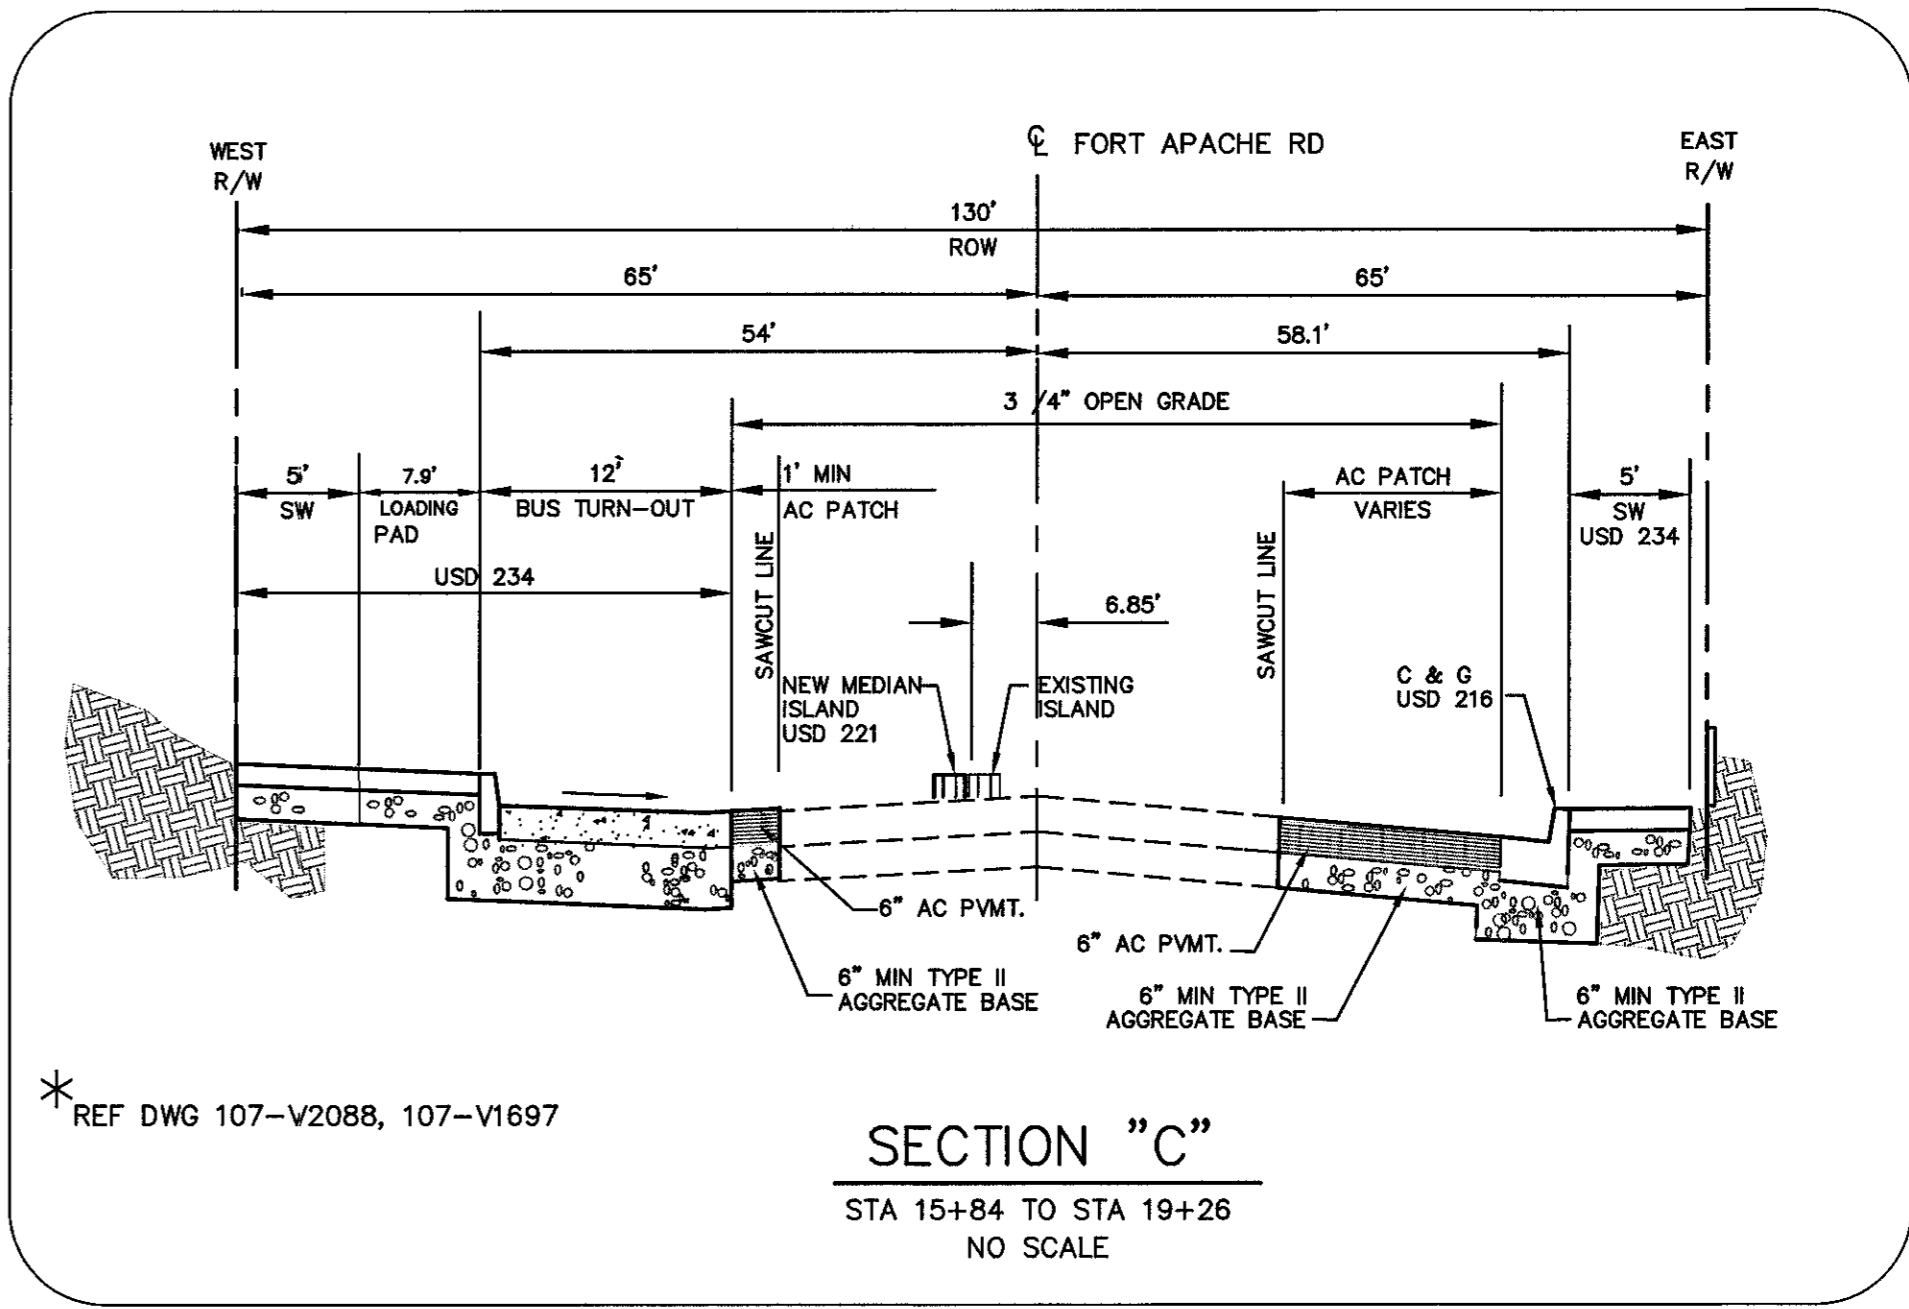 ℄ FORT APACHE RD
WEST
R/W
EAST
R/W
130'
ROW
65'
65'
54'
58.1'
3 /4" OPEN GRADE
5'
SW
7.9'
LOADING
PAD
12'
BUS TURN-OUT
1' MIN
AC PATCH
AC PATCH
VARIES
5'
SW
USD 234
USD 234
SAWCUT LINE
SAWCUT LINE
6.85'
NEW MEDIAN
ISLAND
USD 221
EXISTING
ISLAND
C & G
USD 216
6" AC PVMT.
6" AC PVMT.
6" MIN TYPE II
AGGREGATE BASE
6" MIN TYPE II
AGGREGATE BASE
6" MIN TYPE II
AGGREGATE BASE
* REF DWG 107-V2088, 107-V1697
SECTION "C"
STA 15+84 TO STA 19+26
NO SCALE